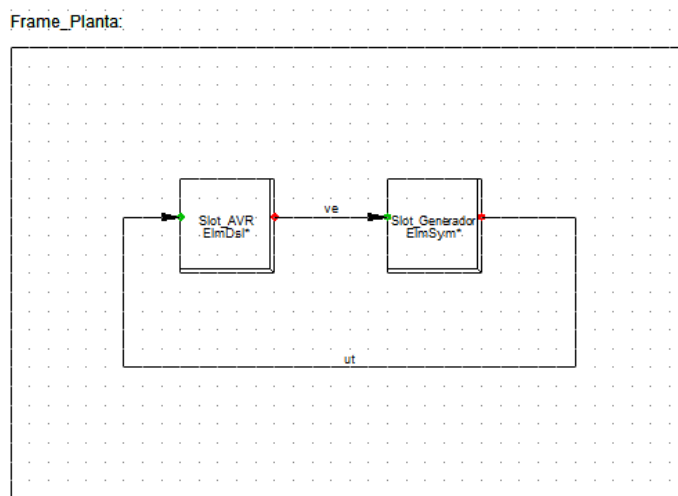 Frame_Planta:
Slot_AVR
ElmDsl*
ve
Slot_Generador
ElmSym*
ut